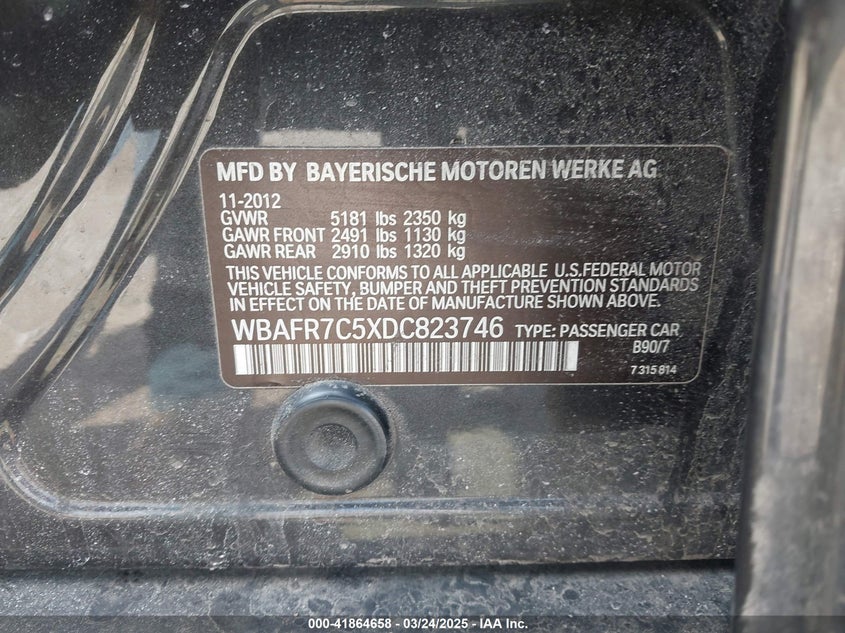 MFD BY BAYERISCHE MOTOREN WERKE AG
11-2012
GVWR 5181 lbs 2350 kg
GAWR FRONT 2491 lbs 1130 kg
GAWR REAR 2910 lbs 1320 kg
THIS VEHICLE CONFORMS TO ALL APPLICABLE U.S.FEDERAL MOTOR
VEHICLE SAFETY, BUMPER AND THEFT PREVENTION STANDARDS
IN EFFECT ON THE DATE OF MANUFACTURE SHOWN ABOVE.
WBAFR7C5XDC823746 TYPE: PASSENGER CAR
B90/7
7 315 814
000-41864658 - 03/24/2025 - IAA Inc.